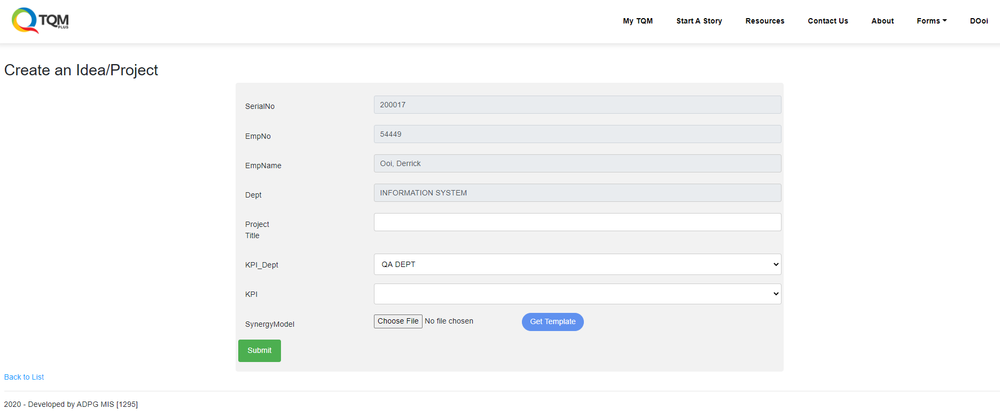 TQM
PLUS
My TQM
Start A Story
Resources
Contact Us
About
Forms
DOoi
Create an Idea/Project
SerialNo
200017
EmpNo
54449
EmpName
Ooi, Derrick
Dept
INFORMATION SYSTEM
Project
Title
KPI_Dept
QA DEPT
KPI
SynergyModel
Choose File No file chosen
Get Template
Submit
Back to List
2020 - Developed by ADPG MIS [1295]